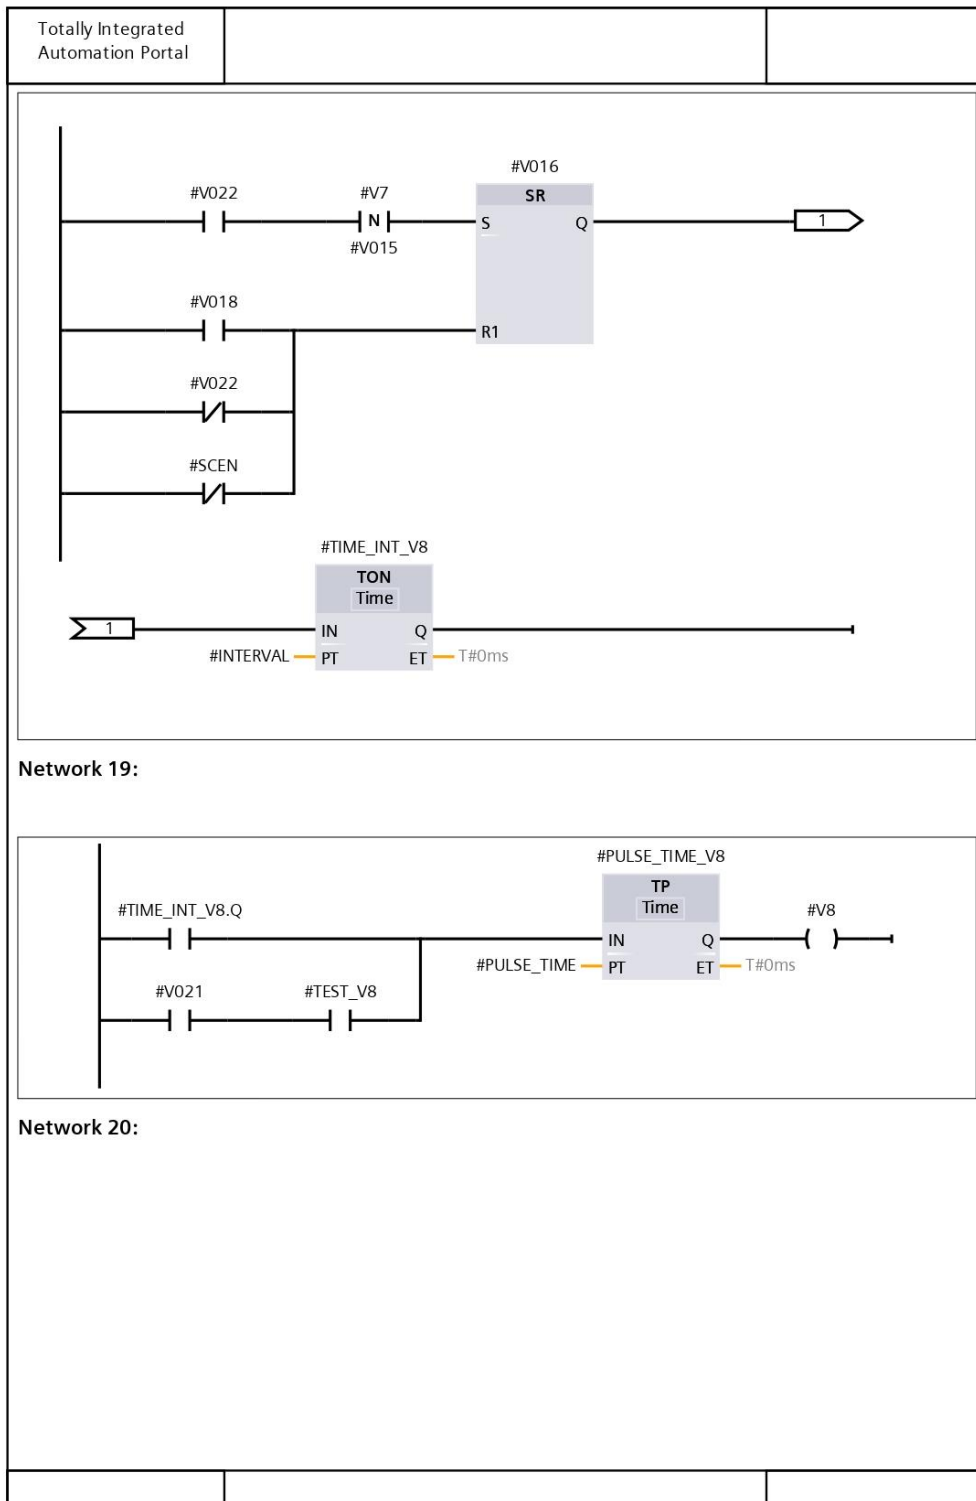 Totally Integrated
Automation Portal
#V016
#V022 #V7 SR
N S Q 1
#V015
#V018
R1
#V022
#SCEN
#TIME_INT_V8
TON
Time
1 IN Q
#INTERVAL PT ET T#0ms
Network 19:
#PULSE_TIME_V8
TP
#TIME_INT_V8.Q Time #V8
IN Q
#PULSE_TIME PT ET T#0ms
#V021 #TEST_V8
Network 20: